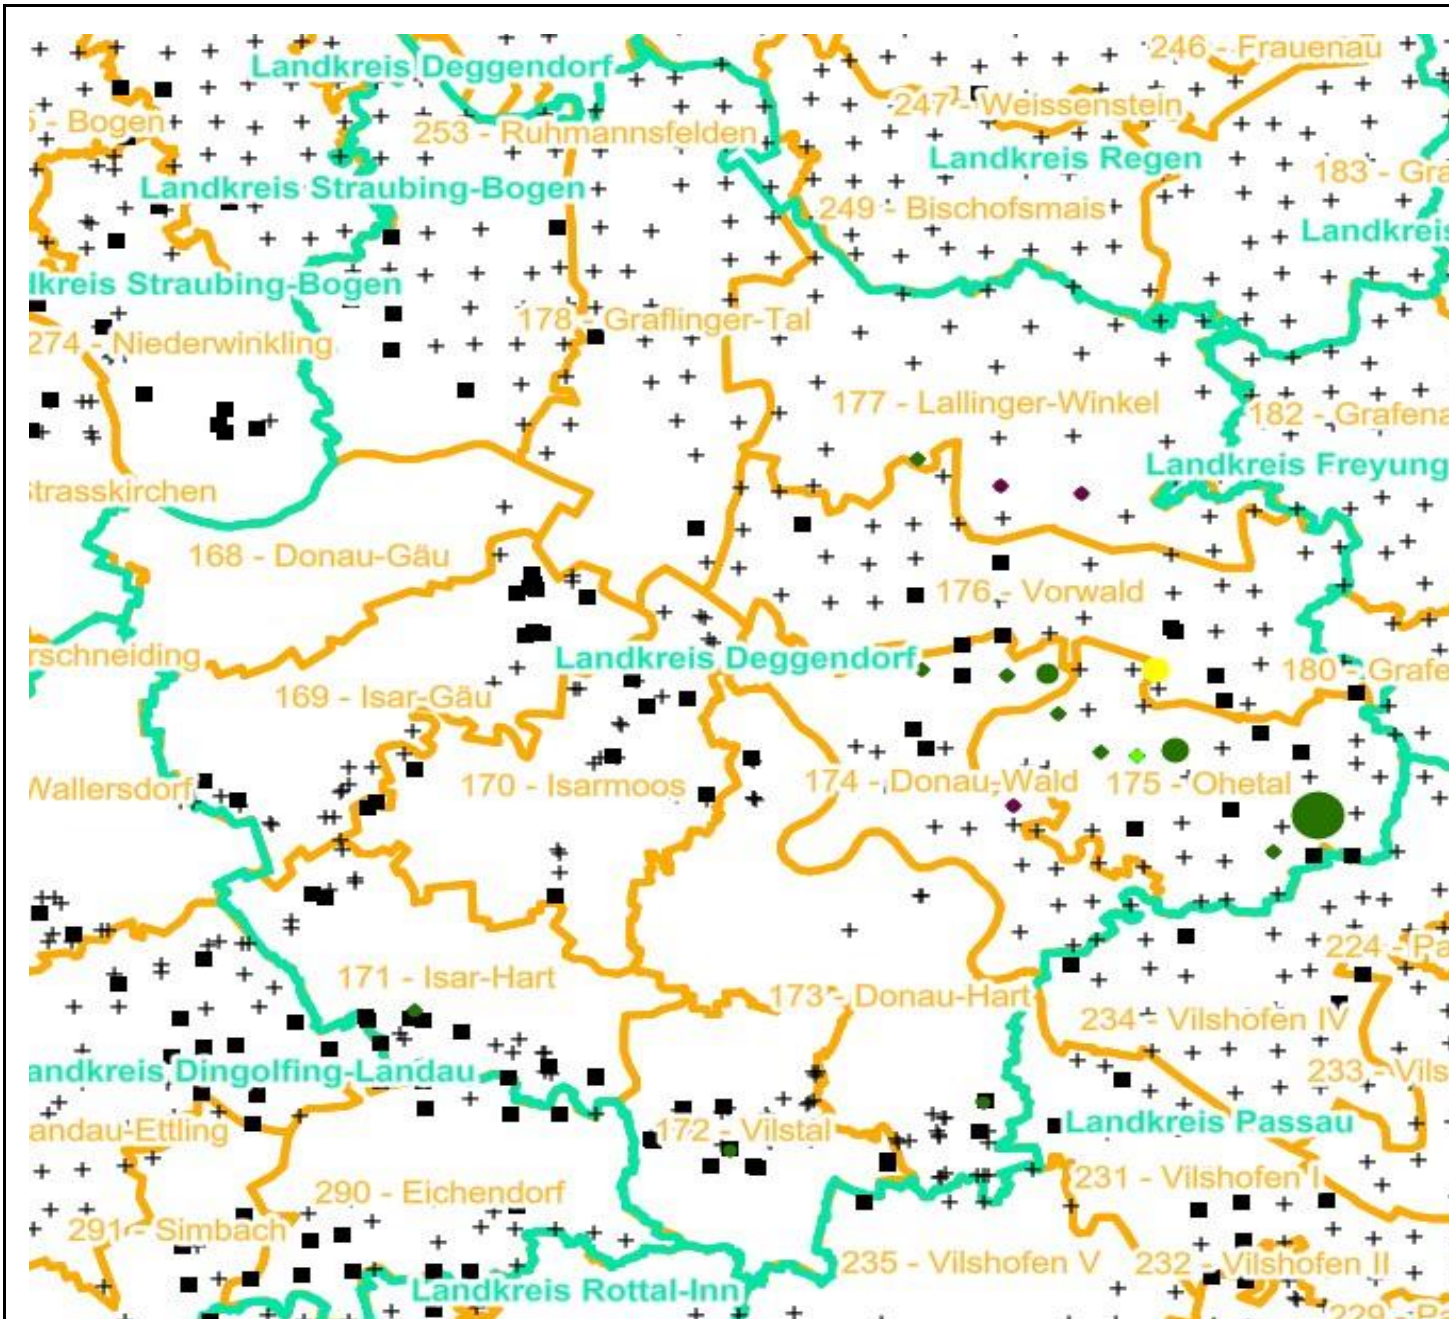 246 - Frauenau
Landkreis Deggendorf
247 - Weissenstein
- Bogen
253 - Ruhmannsfelden
Landkreis Regen
183 - Gra
Landkreis Straubing-Bogen
249 - Bischofsmais
Landkreis
dkreis Straubing-Bogen
178 - Graflinger-Tal
274 - Niederwinkling
177 - Lallinger-Winkel
182 - Grafena
Landkreis Freyung
Strasskirchen
168 - Donau-Gäu
176 - Vorwald
rschneiding
Landkreis Deggendorf
180 - Grafe
169 - Isar-Gäu
170 - Isarmoos
174 - Donau-Wald
175 - Ohetal
Wallersdorf
224 - Pa
171 - Isar-Hart
173 - Donau-Hart
234 - Vilshofen IV
andkreis Dingolfing-Landau
233 - Vils
andau-Ettling
172 - Vilstal
Landkreis Passau
231 - Vilshofen I
290 - Eichendorf
291 - Simbach
235 - Vilshofen V
232 - Vilshofen II
Landkreis Rottal-Inn
229 - Pa